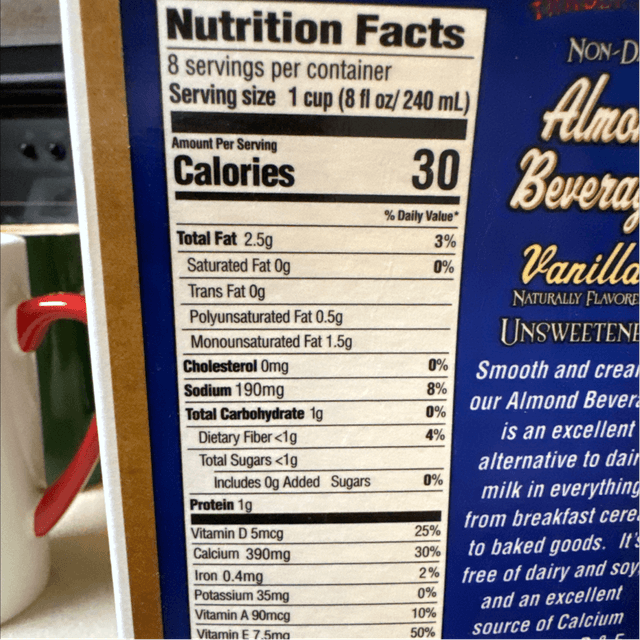 Nutrition Facts
8 servings per container
Serving size 1 cup (8 fl oz/ 240 mL)
Amount Per Serving
Calories 30
% Daily Value*
Total Fat 2.5g 3%
Saturated Fat 0g 0%
Trans Fat 0g
Polyunsaturated Fat 0.5g
Monounsaturated Fat 1.5g
Cholesterol 0mg 0%
Sodium 190mg 8%
Total Carbohydrate 1g 0%
Dietary Fiber <1g 4%
Total Sugars <1g
Includes 0g Added Sugars 0%
Protein 1g
Vitamin D 5mcg 25%
Calcium 390mg 30%
Iron 0.4mg 2%
Potassium 35mg 0%
Vitamin A 90mcg 10%
Vitamin E 7.5mg 50%
NON-D
Almo
Bevera
Vanilla
NATURALLY FLAVORE
UNSWEETENE
Smooth and crea
our Almond Bevera
is an excellent
alternative to dair
milk in everything
from breakfast cere
to baked goods. It's
free of dairy and soy
and an excellent
source of Calcium